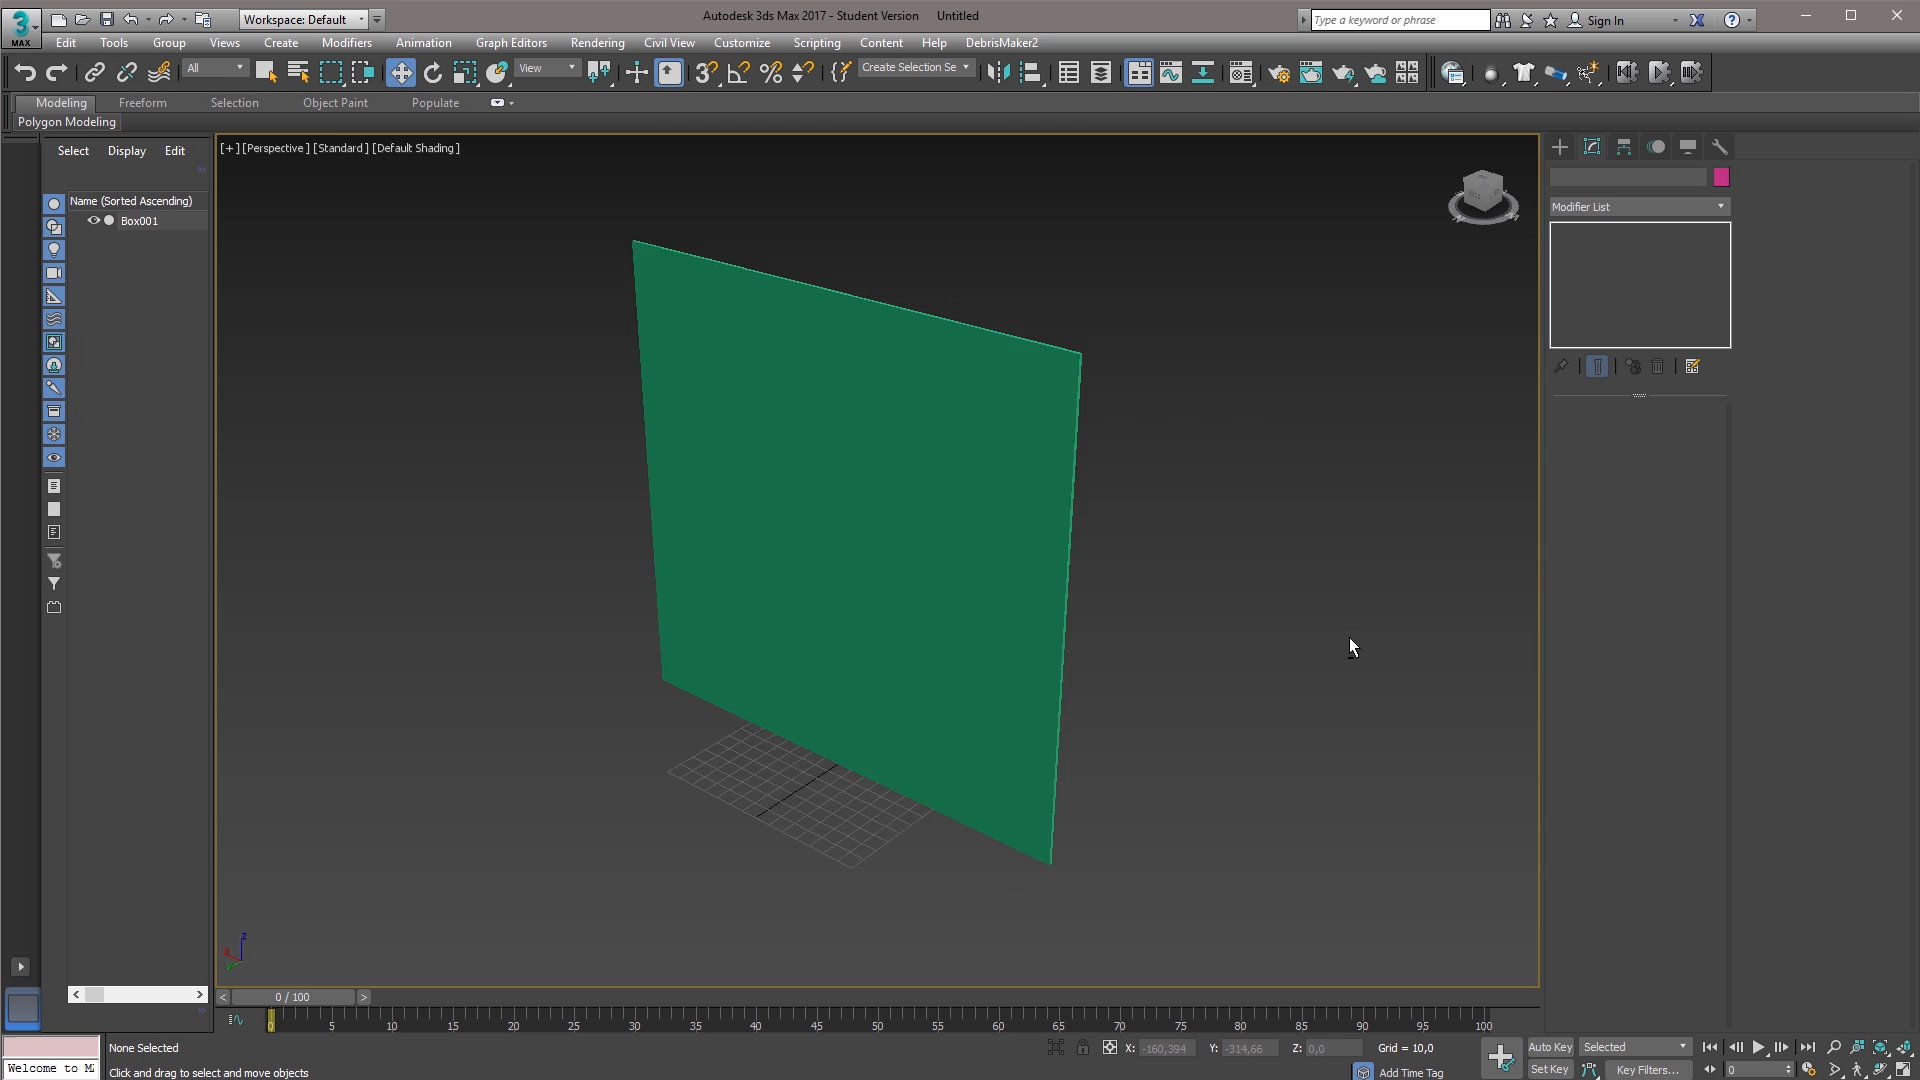 Workspace: Default
Autodesk 3ds Max 2017 - Student Version Untitled
Type a keyword or phrase
Sign In
MAX
Edit Tools Group Views Create Modifiers Animation Graph Editors Rendering Civil View Customize Scripting Content Help DebrisMaker2
All
View
Create Selection Se
Modeling Freeform Selection Object Paint Populate
Polygon Modeling
Select Display Edit
[+] [Perspective ] [Standard ] [Default Shading ]
Name (Sorted Ascending)
Box001
Modifier List
z
x
y
0 / 100
0 5 10 15 20 25 30 35 40 45 50 55 60 65 70 75 80 85 90 95 100
None Selected
X: -160,394 Y: -314,66 Z: 0,0 Grid = 10,0
Auto Key Selected
Welcome to M
Click and drag to select and move objects
Add Time Tag
Set Key Key Filters... 0